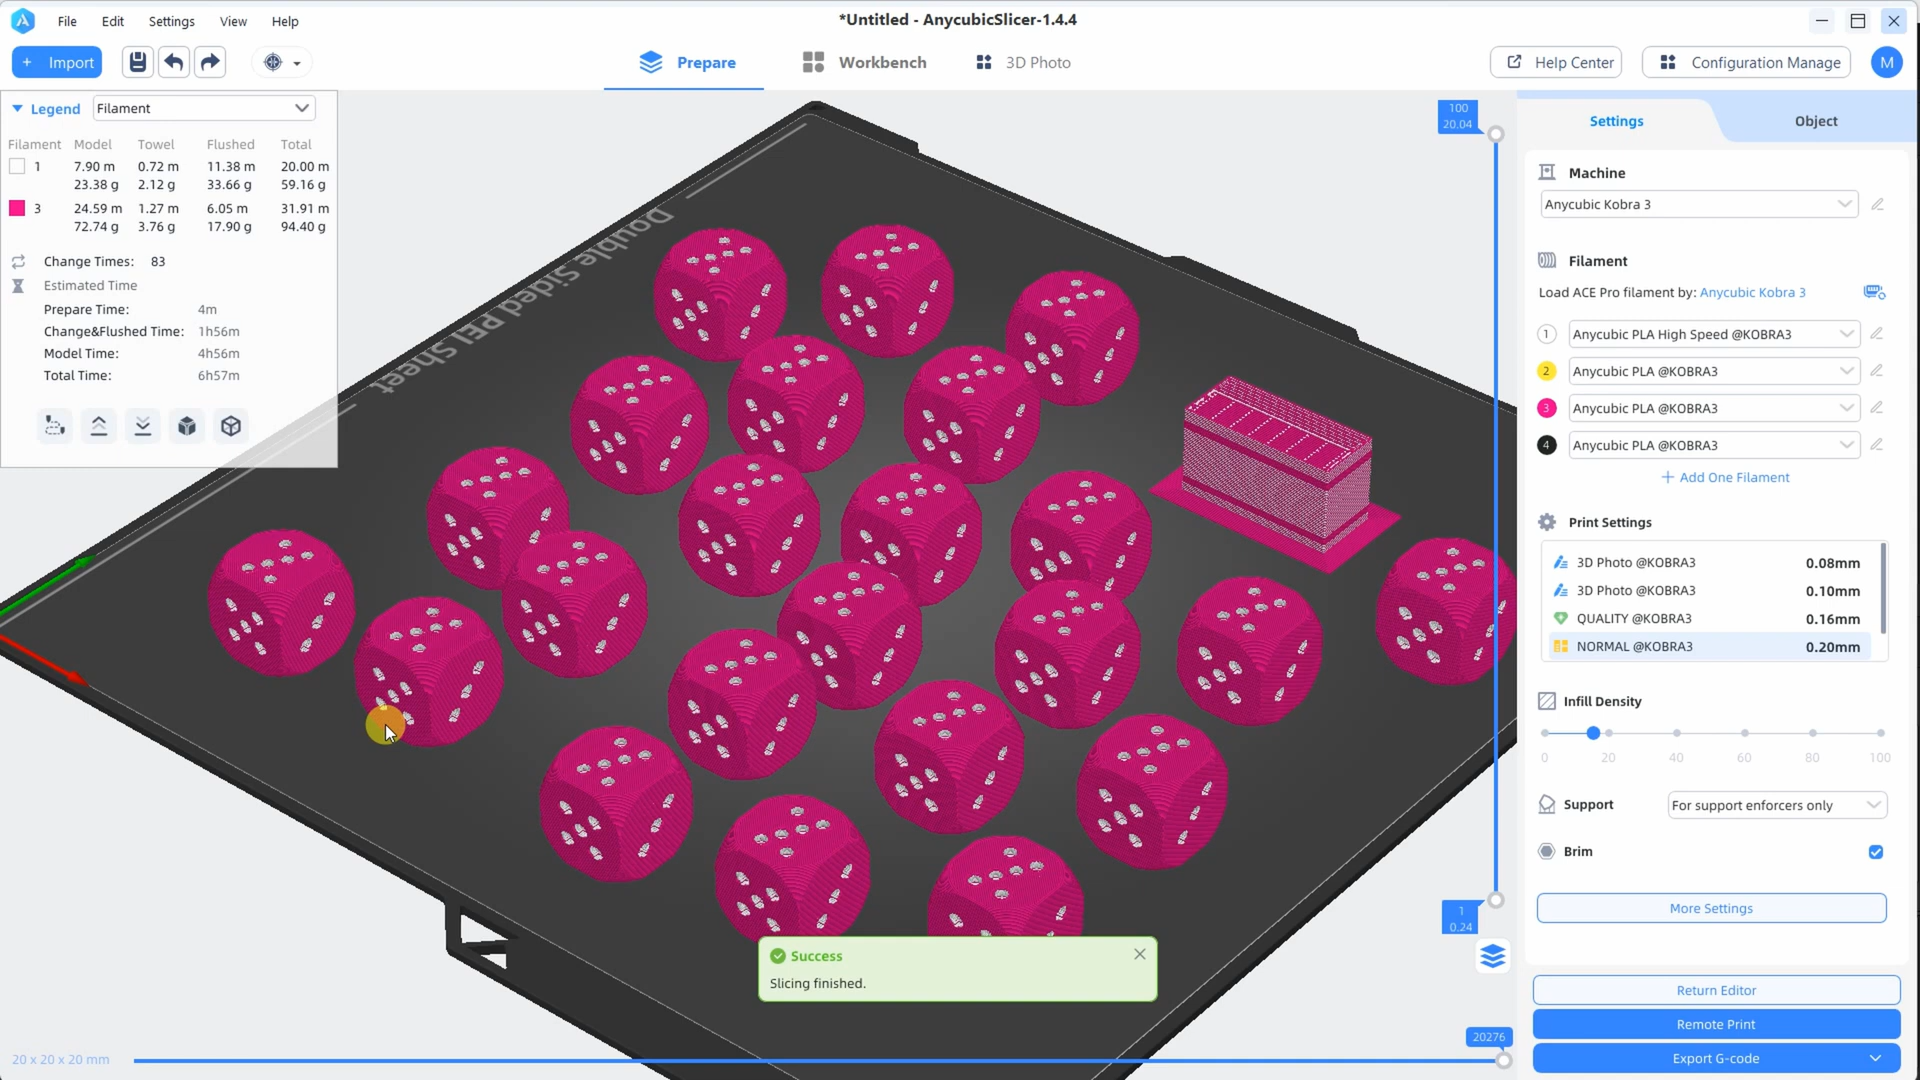 *Untitled - AnycubicSlicer-1.4.4
File Edit Settings View Help
+ Import
Prepare
Workbench
3D Photo
Help Center
Configuration Manage
M
Legend
Filament
Filament Model Towel Flushed Total
1 7.90 m 0.72 m 11.38 m 20.00 m
23.38 g 2.12 g 33.66 g 59.16 g
3 24.59 m 1.27 m 6.05 m 31.91 m
72.74 g 3.76 g 17.90 g 94.40 g
Change Times: 83
Estimated Time
Prepare Time: 4m
Change&Flushed Time: 1h56m
Model Time: 4h56m
Total Time: 6h57m
Double Sided PEI Sheet
100
20.04
1
0.24
Success
Slicing finished.
20276
20 x 20 x 20 mm
Settings
Object
Machine
Anycubic Kobra 3
Filament
Load ACE Pro filament by: Anycubic Kobra 3
1 Anycubic PLA High Speed @KOBRA3
2 Anycubic PLA @KOBRA3
3 Anycubic PLA @KOBRA3
4 Anycubic PLA @KOBRA3
+ Add One Filament
Print Settings
3D Photo @KOBRA3 0.08mm
3D Photo @KOBRA3 0.10mm
QUALITY @KOBRA3 0.16mm
NORMAL @KOBRA3 0.20mm
Infill Density
0 20 40 60 80 100
Support
For support enforcers only
Brim
More Settings
Return Editor
Remote Print
Export G-code